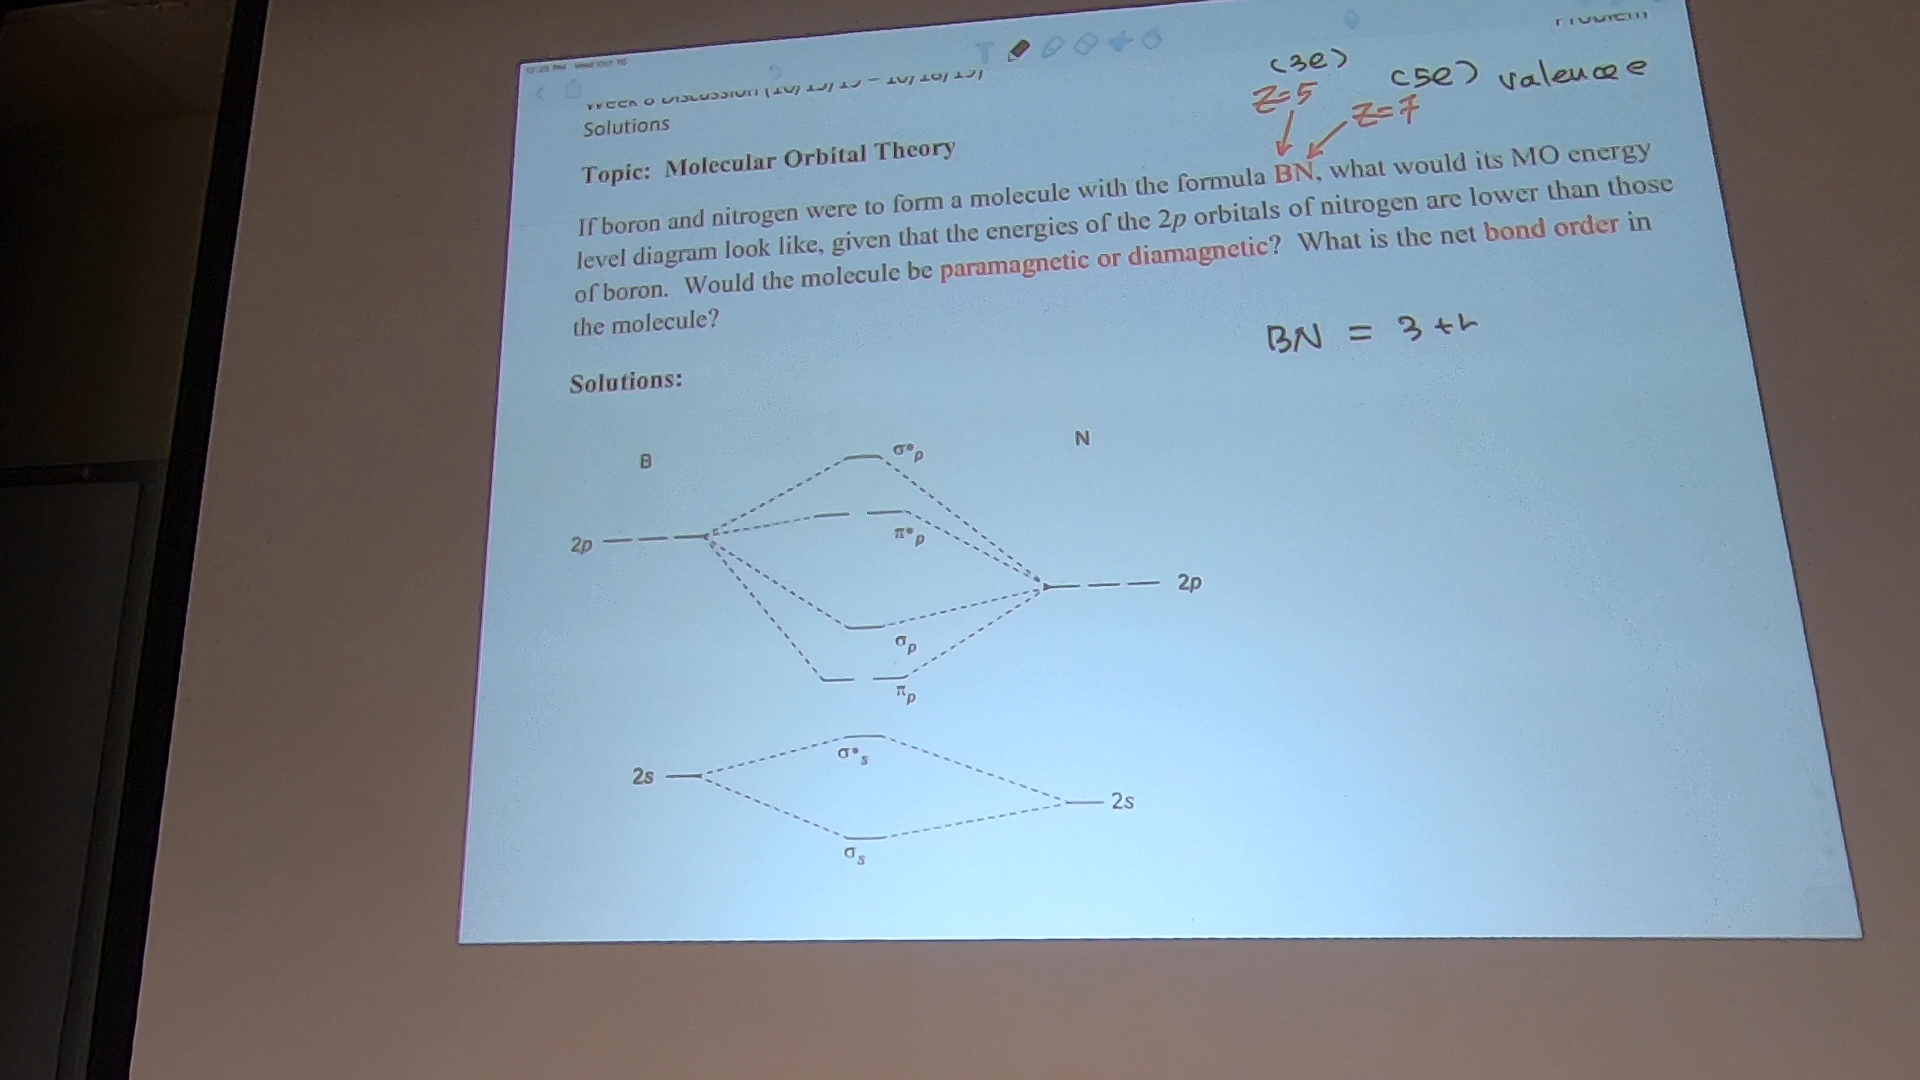 (3e)
(5e) valence e
Z=5
Z=7
Solutions
Topic: Molecular Orbital Theory
If boron and nitrogen were to form a molecule with the formula BN, what would its MO energy
level diagram look like, given that the energies of the 2p orbitals of nitrogen are lower than those
of boron. Would the molecule be paramagnetic or diamagnetic? What is the net bond order in
the molecule?
BN = 3 +
Solutions:
B
N
σ*p
2p
π*p
2p
σp
πp
σ*s
2s
2s
σs